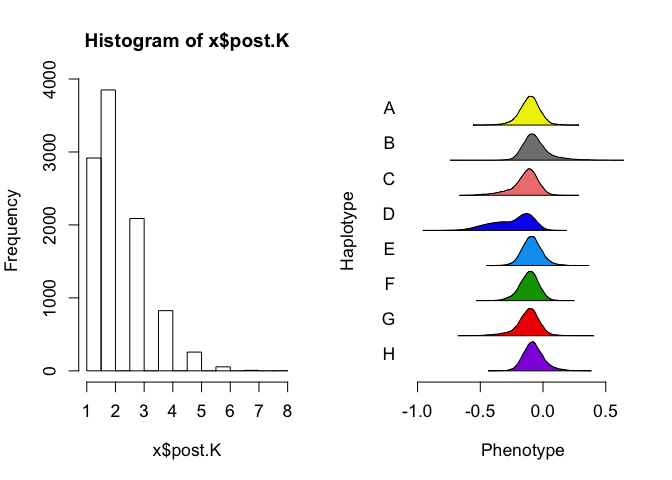 Histogram of x$post.K
Frequency
4000
3000
2000
1000
0
1 2 3 4 5 6 7 8
x$post.K
Haplotype
A
B
C
D
E
F
G
H
-1.0 -0.5 0.0 0.5
Phenotype